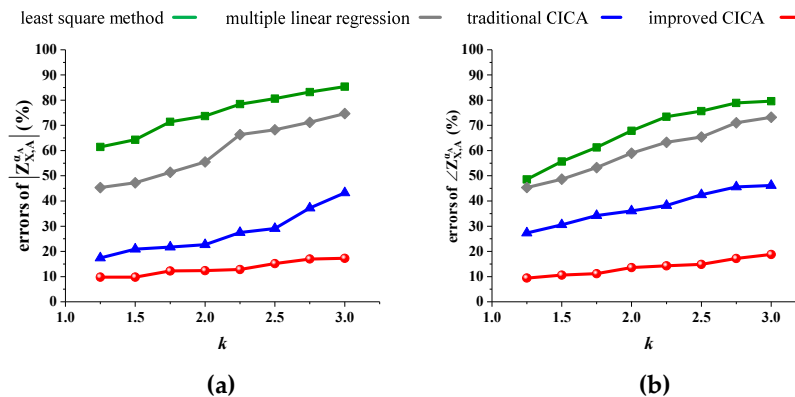 least square method multiple linear regression traditional CICA improved CICA
100
90
80
70
60
50
40
30
20
10
0
errors of |Z^{a_A}_{X,A}| (%)
1.0 1.5 2.0 2.5 3.0
k
(a)
100
90
80
70
60
50
40
30
20
10
0
errors of ∠Z^{a_A}_{X,A} (%)
1.0 1.5 2.0 2.5 3.0
k
(b)